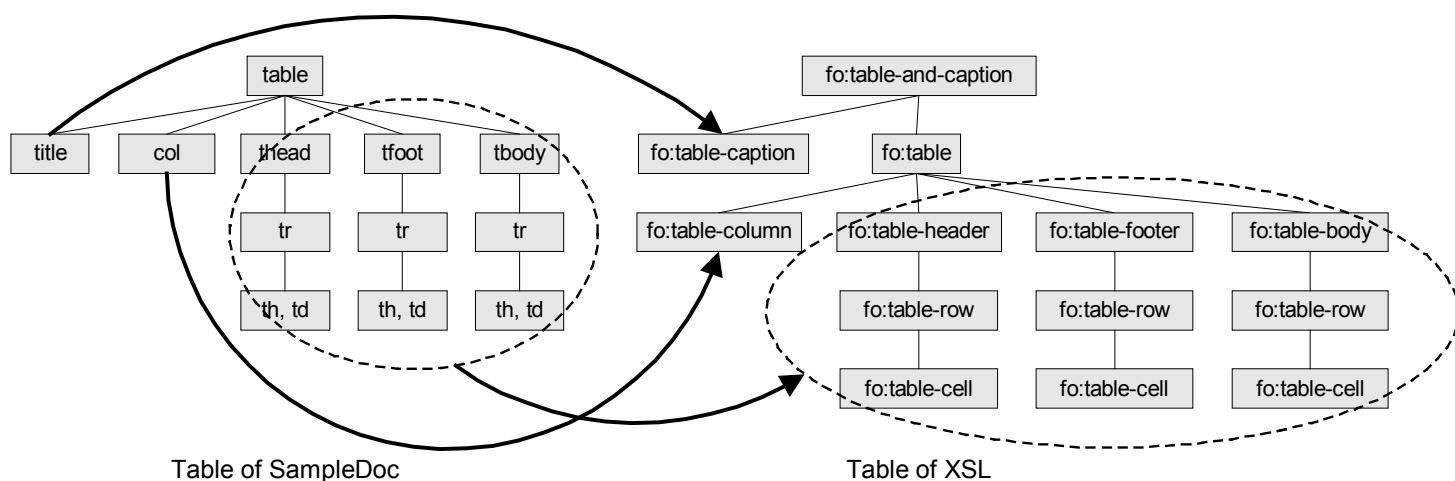 table
fo:table-and-caption
title
col
thead
tfoot
tbody
fo:table-caption
fo:table
tr
tr
tr
fo:table-column
fo:table-header
fo:table-footer
fo:table-body
th, td
th, td
th, td
fo:table-row
fo:table-row
fo:table-row
fo:table-cell
fo:table-cell
fo:table-cell
Table of SampleDoc
Table of XSL